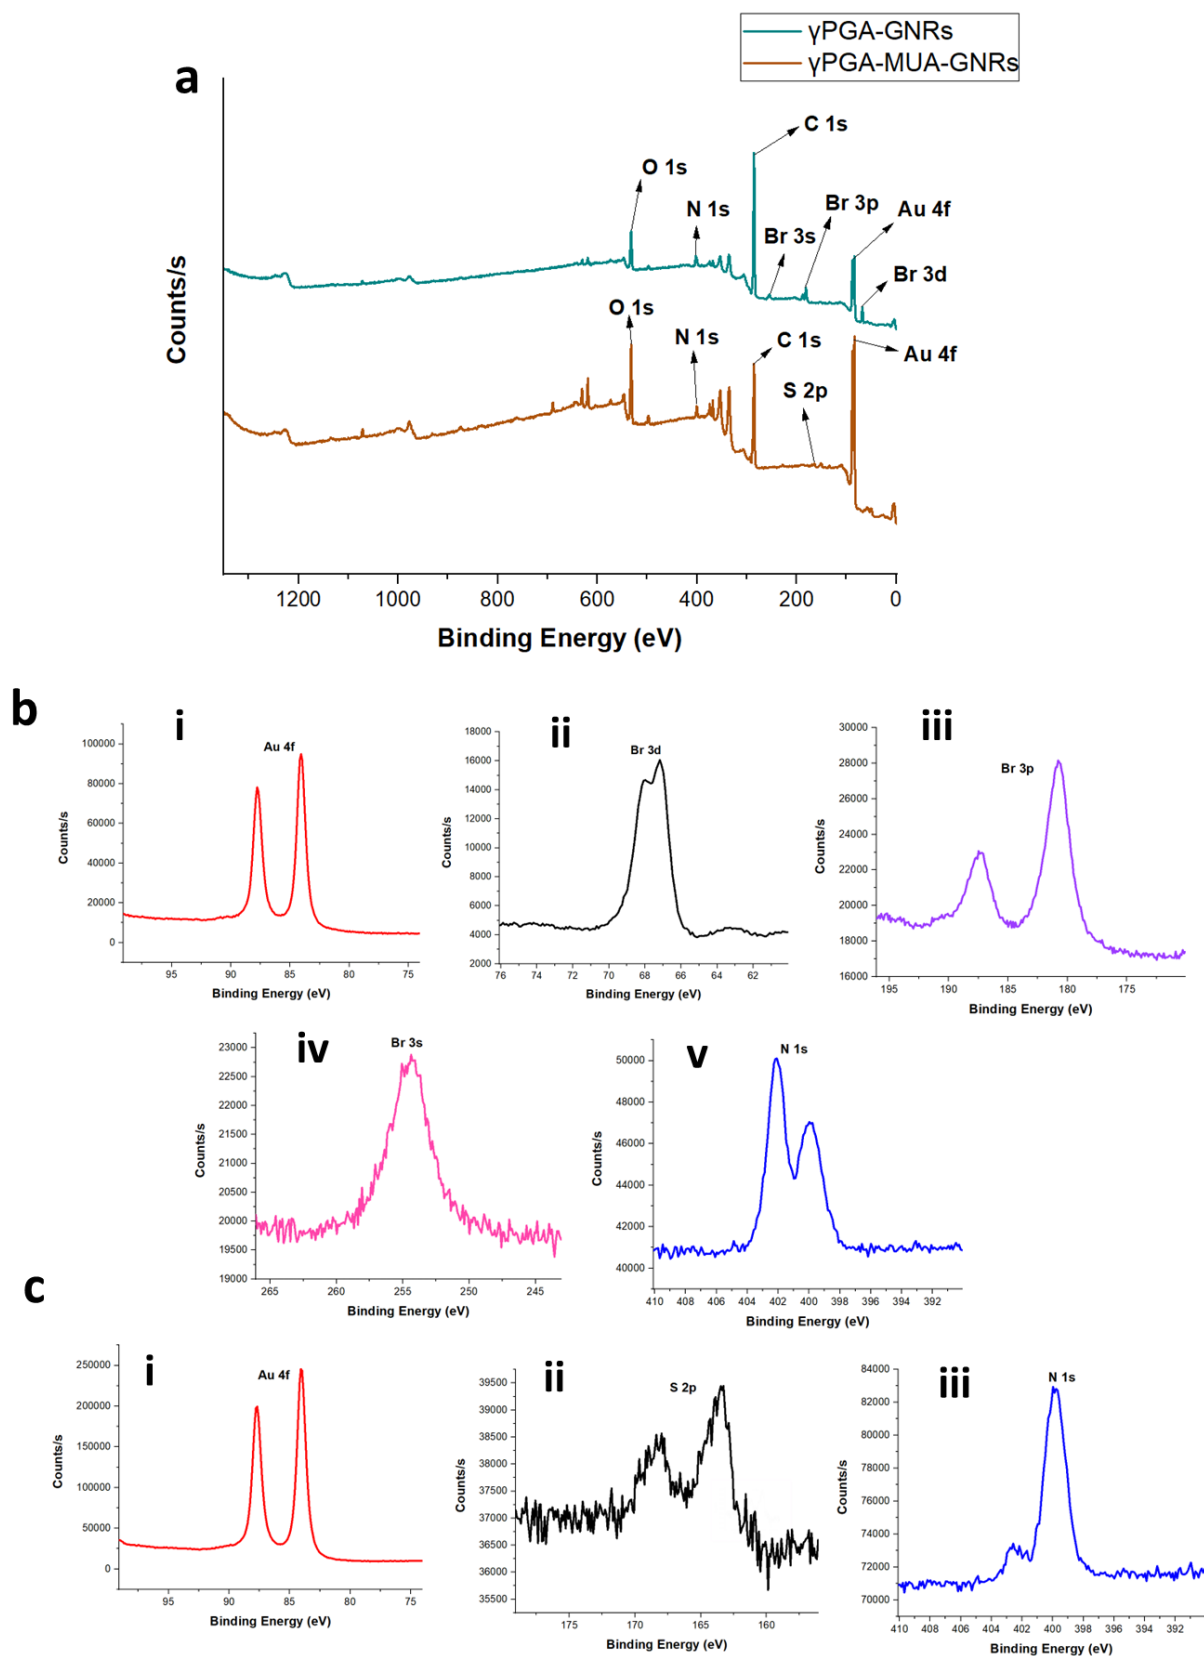 γPGA-GNRs
γPGA-MUA-GNRs
a
C 1s
O 1s
N 1s
Br 3p
Br 3s
Au 4f
Br 3d
O 1s
N 1s
C 1s
Au 4f
S 2p
Counts/s
1200 1000 800 600 400 200 0
Binding Energy (eV)
b
i
Au 4f
100000
80000
60000
40000
20000
0
Counts/s
95 90 85 80 75
Binding Energy (eV)
ii
Br 3d
16000
14000
12000
10000
8000
6000
4000
2000
Counts/s
76 74 72 70 68 66 64 62
Binding Energy (eV)
iii
Br 3p
30000
28000
26000
24000
22000
20000
18000
16000
Counts/s
195 190 185 180 175
Binding Energy (eV)
iv
Br 3s
23000
22500
22000
21500
21000
20500
20000
19500
19000
Counts/s
265 260 255 250 245
Binding Energy (eV)
v
N 1s
50000
48000
46000
44000
42000
40000
Counts/s
410 408 406 404 402 400 398 396 394 392
Binding Energy (eV)
c
i
Au 4f
250000
200000
150000
100000
50000
0
Counts/s
95 90 85 80 75
Binding Energy (eV)
ii
S 2p
39500
39000
38500
38000
37500
37000
36500
36000
35500
Counts/s
175 170 165 160
Binding Energy (eV)
iii
N 1s
84000
82000
80000
78000
76000
74000
72000
70000
Counts/s
410 408 406 404 402 400 398 396 394 392
Binding Energy (eV)